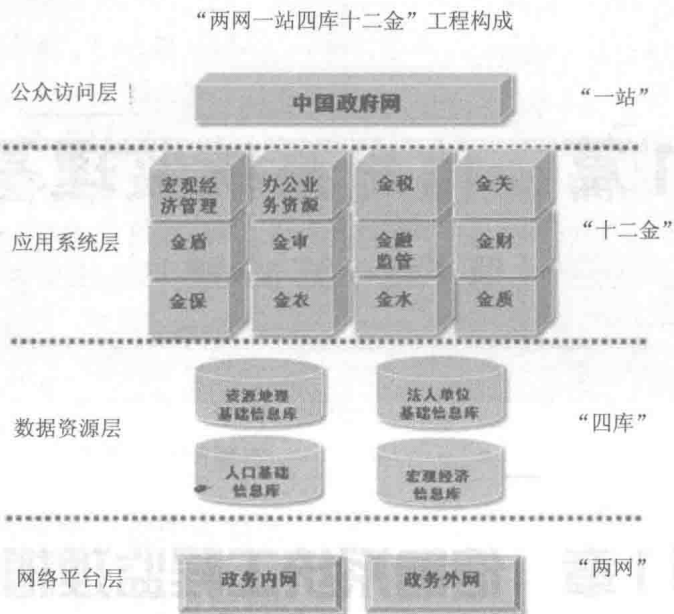 “两网一站四库十二金”工程构成
公众访问层
中国政府网
“一站”
宏观经
济管理
办公业
务资源
金税
金关
应用系统层
金盾
金审
金融
监管
金财
“十二金”
金保
金农
金水
金质
资源地理
基础信息库
法人单位
基础信息库
数据资源层
“四库”
人口基础
信息库
宏观经济
信息库
网络平台层
政务内网
政务外网
“两网”